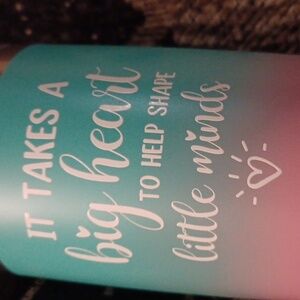 IT TAKES A
big heart
TO HELP SHAPE
little minds